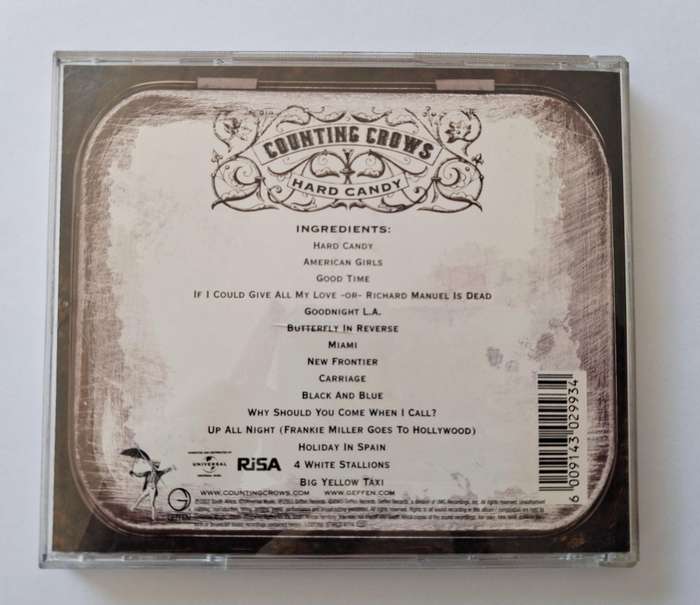 COUNTING CROWS
HARD CANDY
INGREDIENTS:
HARD CANDY
AMERICAN GIRLS
GOOD TIME
IF I COULD GIVE ALL MY LOVE -OR- RICHARD MANUEL IS DEAD
GOODNIGHT L.A.
BUTTERFLY IN REVERSE
MIAMI
NEW FRONTIER
CARRIAGE
BLACK AND BLUE
WHY SHOULD YOU COME WHEN I CALL?
UP ALL NIGHT (FRANKIE MILLER GOES TO HOLLYWOOD)
HOLIDAY IN SPAIN
4 WHITE STALLIONS
BIG YELLOW TAXI
UNIVERSAL
RiSA
GEFFEN
WWW.COUNTINGCROWS.COM WWW.GEFFEN.COM
6 009143 029934